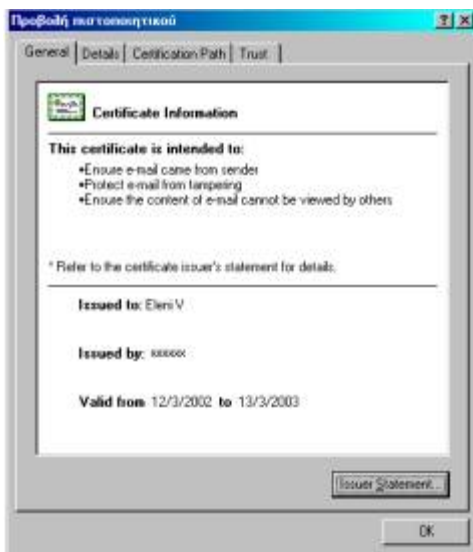 Προβολή πιστοποιητικού
General Details Certification Path Trust
Certificate Information
This certificate is intended to:
•Ensure e-mail came from sender
•Protect e-mail from tampering
•Ensure the content of e-mail cannot be viewed by others
* Refer to the certificate issuer's statement for details.
Issued to: Eleni V
Issued by: xxxxxx
Valid from 12/3/2002 to 13/3/2003
Issuer Statement...
OK